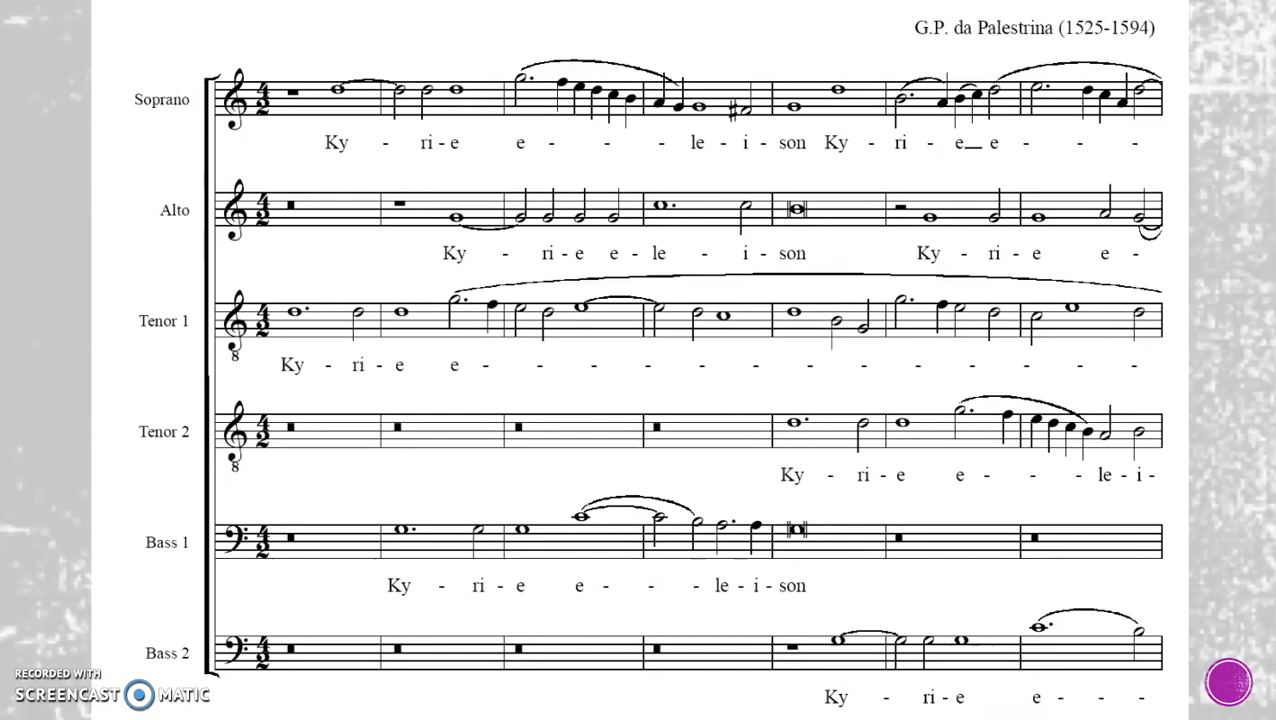 G.P. da Palestrina (1525-1594)
Soprano
Ky - ri - e e - - - - le - i - son Ky - ri - e e - - -
Alto
Ky - ri - e e - le - i - son Ky - ri - e e -
Tenor 1
8
Ky - ri - e e - - - - - - - - - - - - -
Tenor 2
8
Ky - ri - e e - - - le - i -
Bass 1
Ky - ri - e e - - - le - i - son
Bass 2
Ky - ri - e e - - -
RECORDED WITH
SCREENCAST MATIC